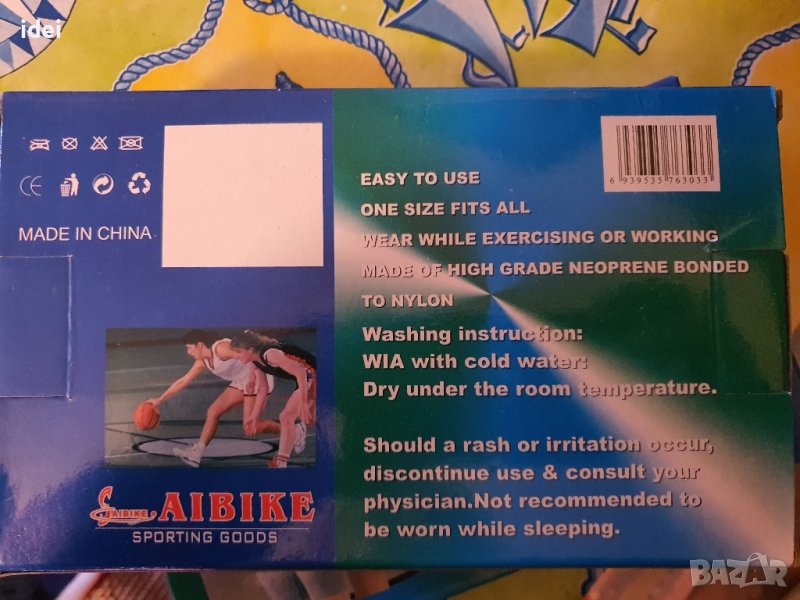 idei
MADE IN CHINA
AIBIKE
AIBIKE
SPORTING GOODS
6 939535 763033
EASY TO USE
ONE SIZE FITS ALL
WEAR WHILE EXERCISING OR WORKING
MADE OF HIGH GRADE NEOPRENE BONDED
TO NYLON
Washing instruction:
WIA with cold water:
Dry under the room temperature.
Should a rash or irritation occur,
discontinue use & consult your
physician.Not recommended to
be worn while sleeping.
BAZAR